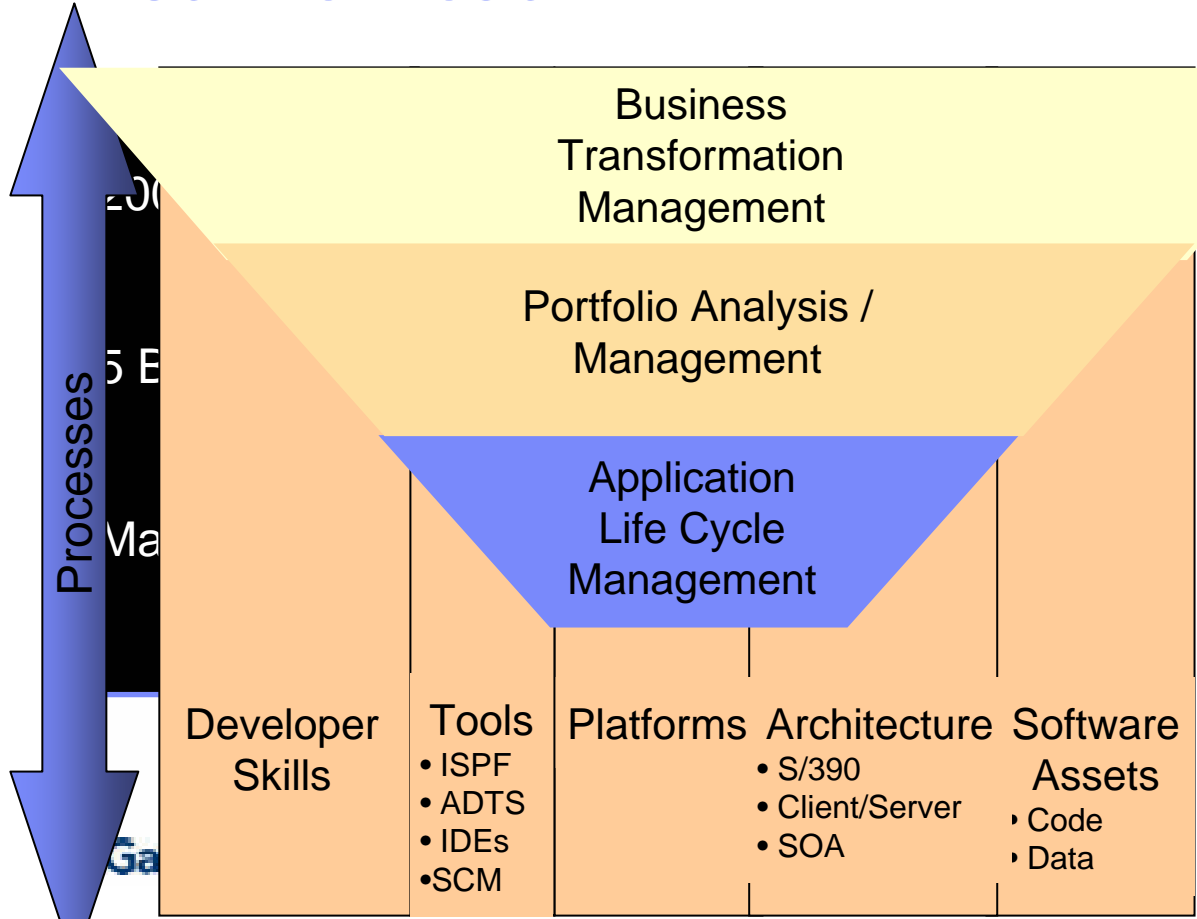 Business
Transformation
Management
Portfolio Analysis /
Management
Application
Life Cycle
Management
Processes
Developer
Skills
Tools
• ISPF
• ADTS
• IDEs
•SCM
Platforms
Architecture
• S/390
• Client/Server
• SOA
Software
Assets
• Code
• Data